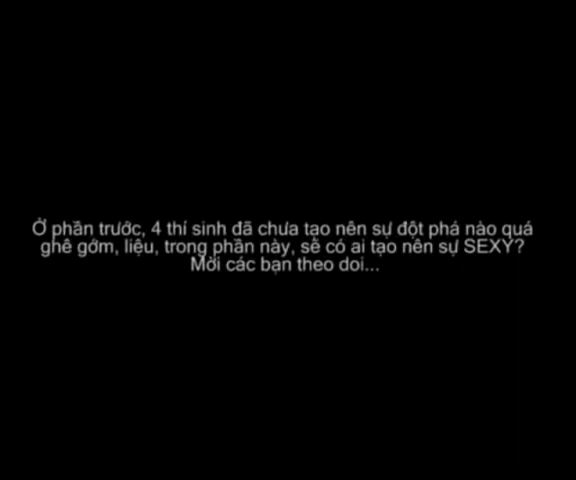 Ở phần trước, 4 thí sinh đã chưa tạo nên sự đột phá nào quá
ghê gớm, liệu, trong phần này, sẽ có ai tạo nên sự SEXY?
Mời các bạn theo doi...